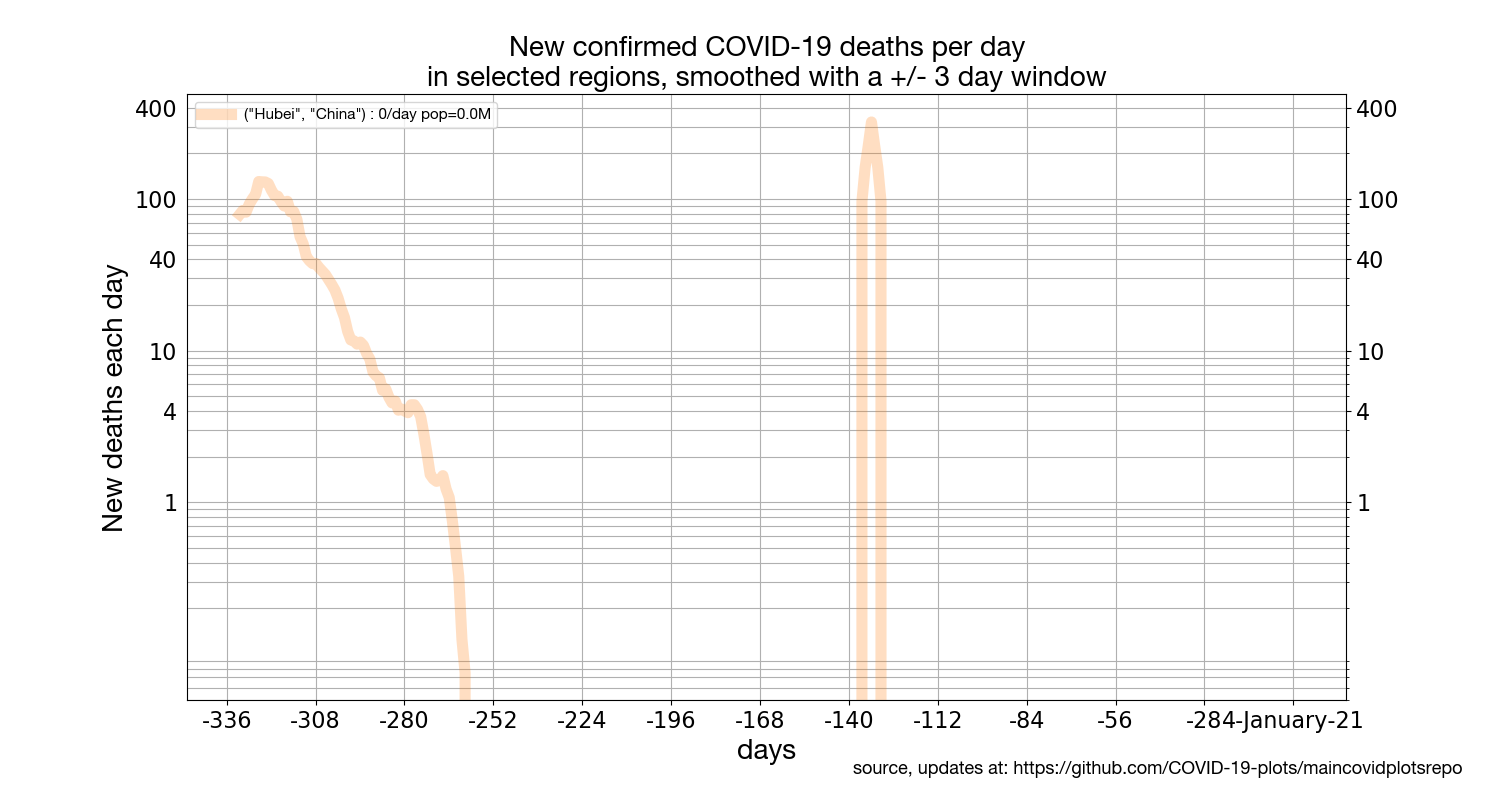 New confirmed COVID-19 deaths per day
in selected regions, smoothed with a +/- 3 day window
("Hubei", "China") : 0/day pop=0.0M
400
100
40
10
4
1
New deaths each day
400
100
40
10
4
1
-336 -308 -280 -252 -224 -196 -168 -140 -112 -84 -56 -284-January-21
days
source, updates at: https://github.com/COVID-19-plots/maincovidplotsrepo